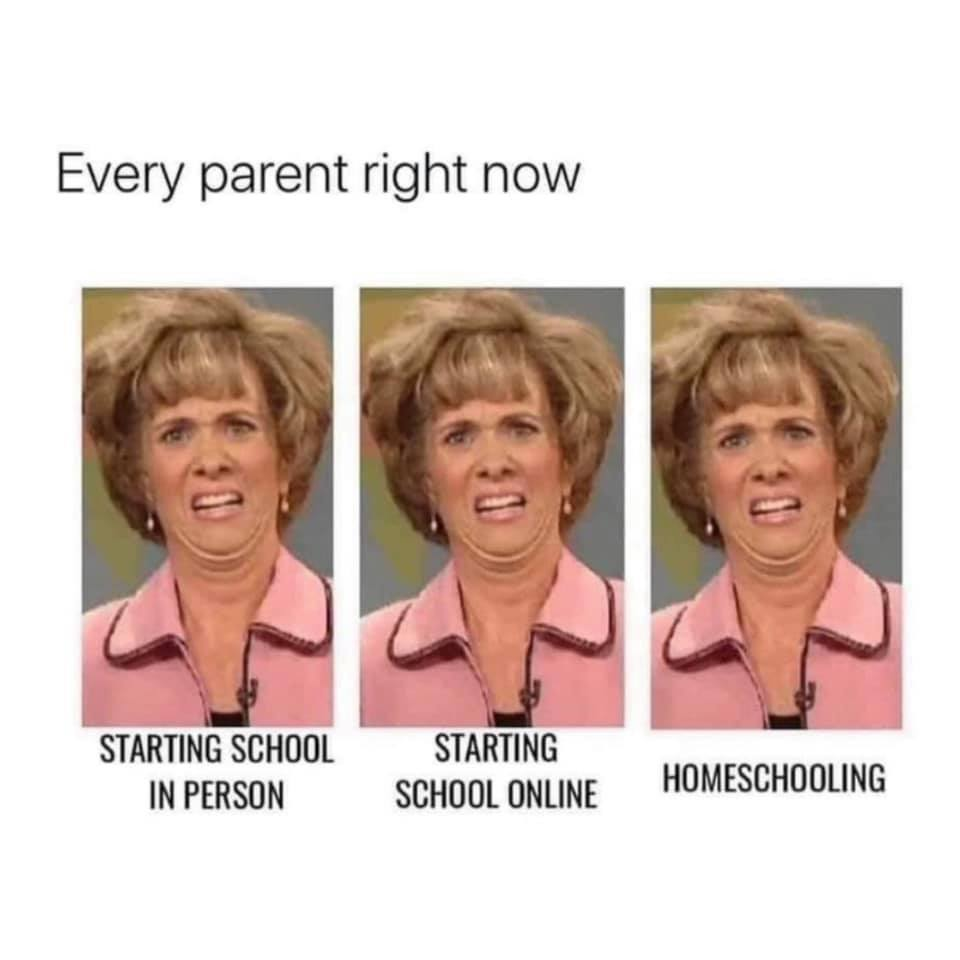 Every parent right now
STARTING SCHOOL
IN PERSON
STARTING
SCHOOL ONLINE
HOMESCHOOLING